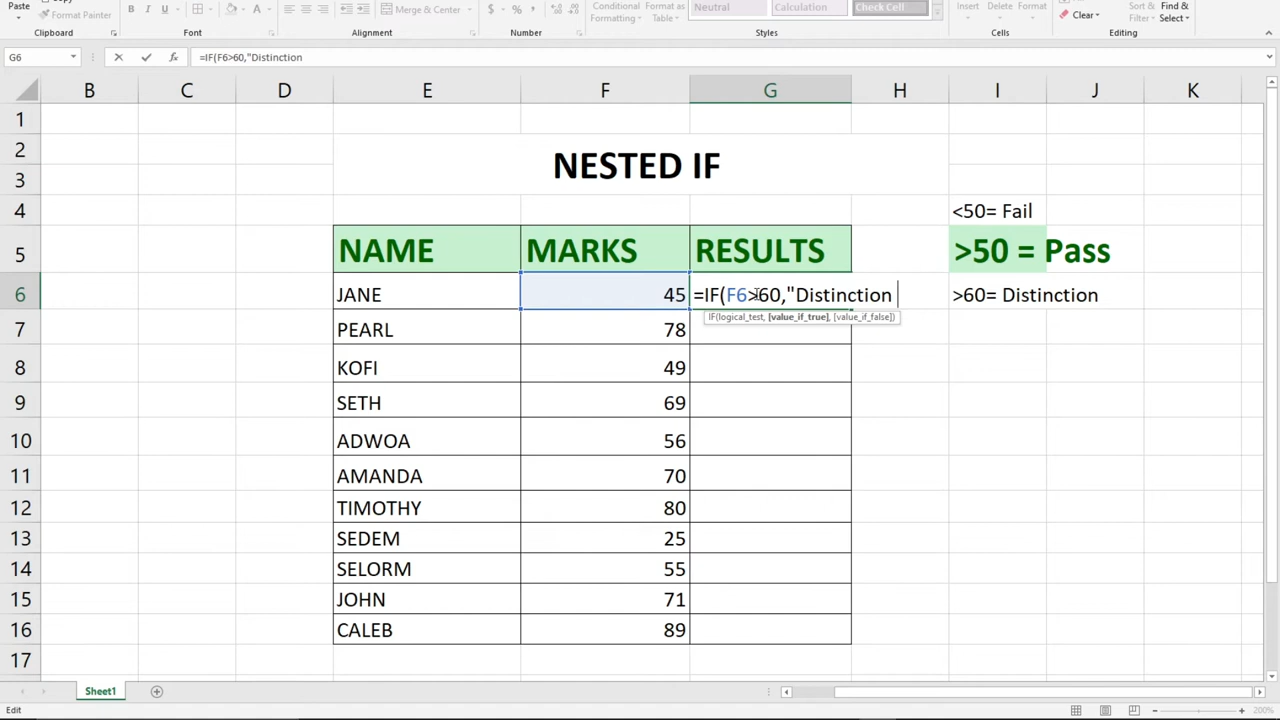 Paste
Format Painter
B I U
Merge & Center
$ % ,
Conditional
Formatting
Format as
Table
Neutral
Calculation
Check Cell
Insert Delete Format
Clear
Sort &
Filter
Find &
Select
Clipboard Font Alignment Number Styles Cells Editing
G6 fx =IF(F6>60,"Distinction
B C D E F G H I J K
1
2
NESTED IF
3
4 <50= Fail
5 NAME MARKS RESULTS >50 = Pass
6 JANE 45 =IF(F6>60,"Distinction >60= Distinction
IF(logical_test, [value_if_true], [value_if_false])
7 PEARL 78
8 KOFI 49
9 SETH 69
10 ADWOA 56
11 AMANDA 70
12 TIMOTHY 80
13 SEDEM 25
14 SELORM 55
15 JOHN 71
16 CALEB 89
17
Sheet1
Edit 200%